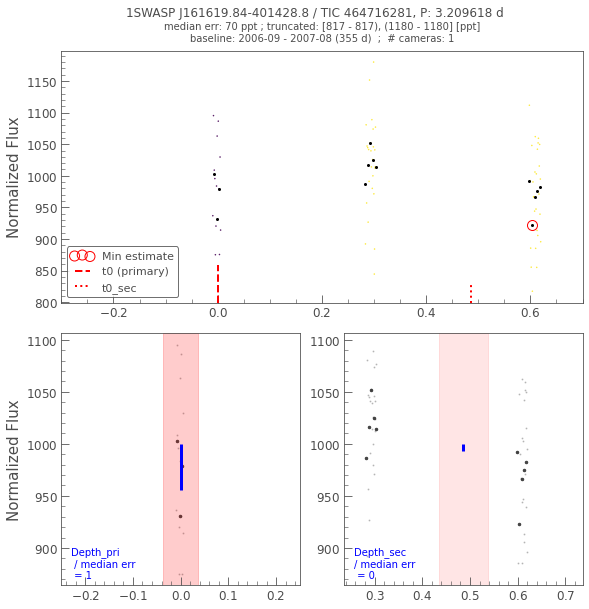 1SWASP J161619.84-401428.8 / TIC 464716281, P: 3.209618 d
median err: 70 ppt ; truncated: [817 - 817), (1180 - 1180] [ppt]
baseline: 2006-09 - 2007-08 (355 d)  ;  # cameras: 1
Normalized Flux
1150
1100
1050
1000
950
900
850
800
Min estimate
t0 (primary)
t0_sec
−0.2
0.0
0.2
0.4
0.6
Normalized Flux
1100
1050
1000
950
900
Depth_pri
/ median err
= 1
−0.2
−0.1
0.0
0.1
0.2
1100
1050
1000
950
900
Depth_sec
/ median err
= 0
0.3
0.4
0.5
0.6
0.7